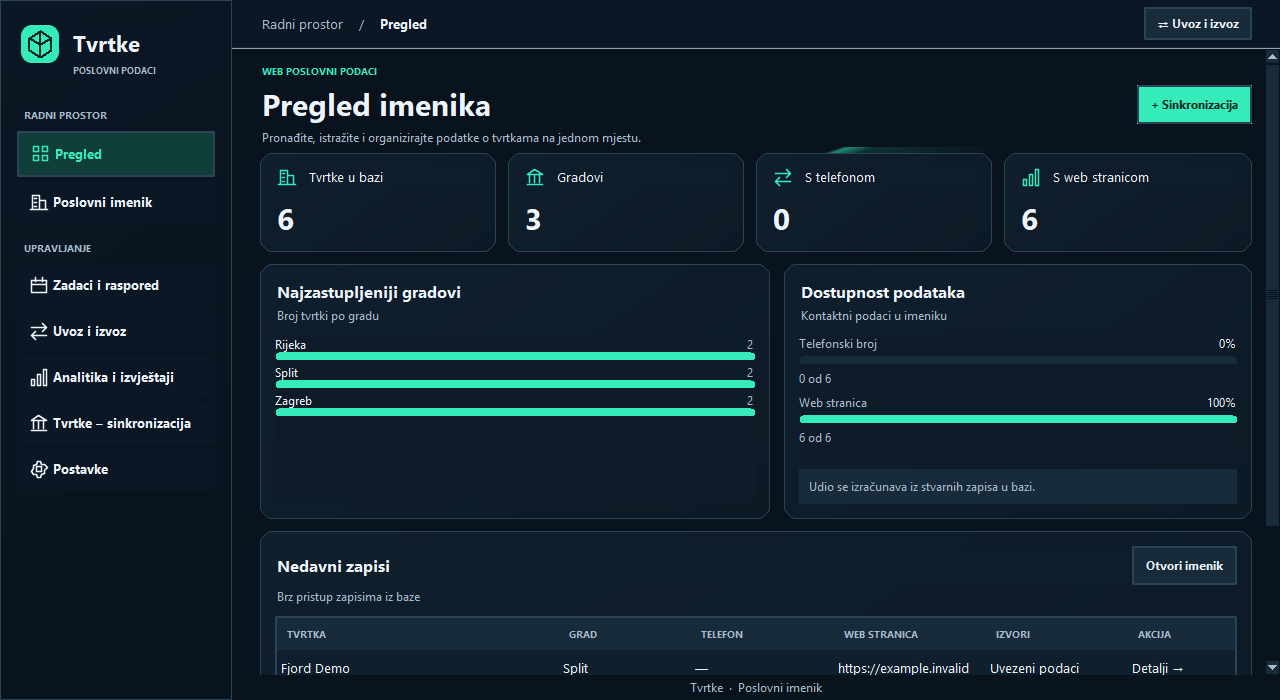 Tvrtke
POSLOVNI PODACI
RADNI PROSTOR
Pregled
Poslovni imenik
UPRAVLJANJE
Zadaci i raspored
Uvoz i izvoz
Analitika i izvještaji
Tvrtke – sinkronizacija
Postavke
Radni prostor / Pregled
⇄ Uvoz i izvoz
WEB POSLOVNI PODACI
Pregled imenika
Pronađite, istražite i organizirajte podatke o tvrtkama na jednom mjestu.
+ Sinkronizacija
Tvrtke u bazi
6
Gradovi
3
S telefonom
0
S web stranicom
6
Najzastupljeniji gradovi
Broj tvrtki po gradu
Rijeka 2
Split 2
Zagreb 2
Dostupnost podataka
Kontaktni podaci u imeniku
Telefonski broj 0%
0 od 6
Web stranica 100%
6 od 6
Udio se izračunava iz stvarnih zapisa u bazi.
Nedavni zapisi
Brz pristup zapisima iz baze
Otvori imenik
TVRTKA GRAD TELEFON WEB STRANICA IZVORI AKCIJA
Fjord Demo Split — https://example.invalid Uvezeni podaci Detalji →
Tvrtke · Poslovni imenik